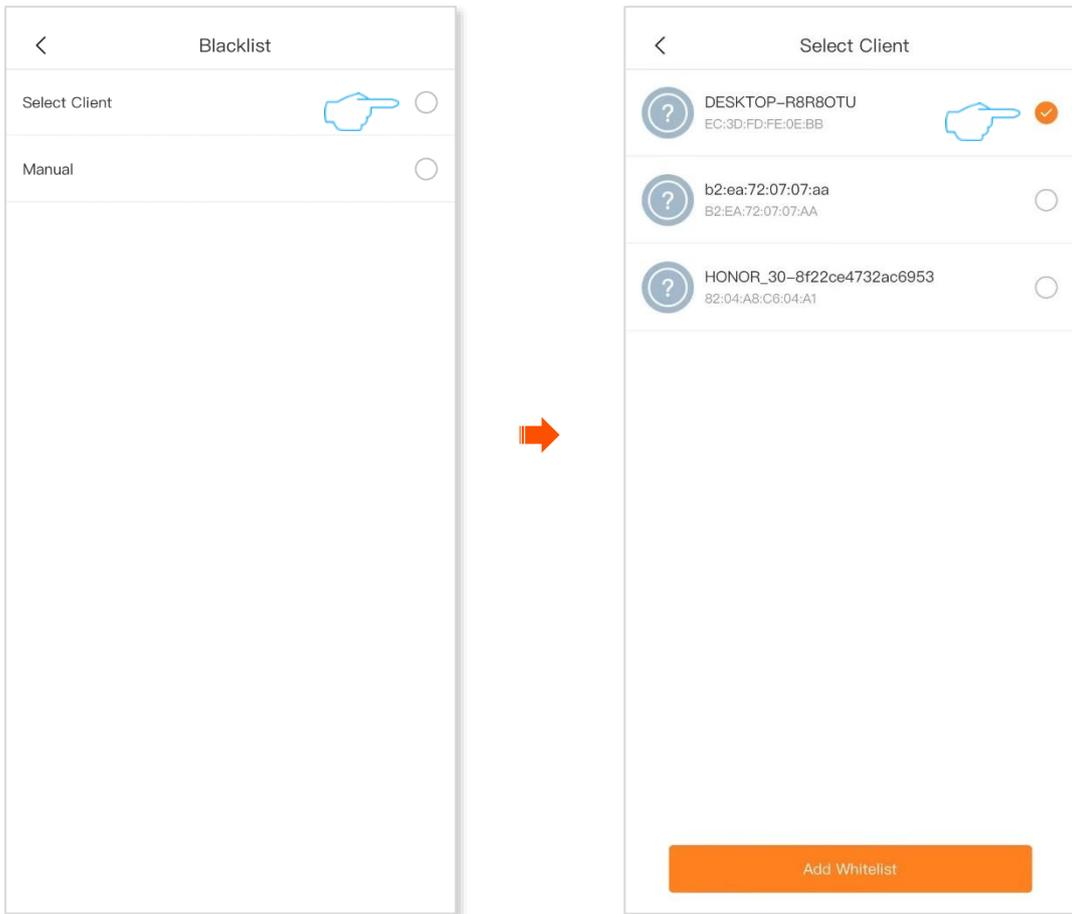 Blacklist
Select Client
Manual
Select Client
DESKTOP-R8R8OTU
EC:3D:FD:FE:0E:BB
b2:ea:72:07:07:aa
B2:EA:72:07:07:AA
HONOR_30-8f22ce4732ac6953
82:04:A8:C6:04:A1
Add Whitelist